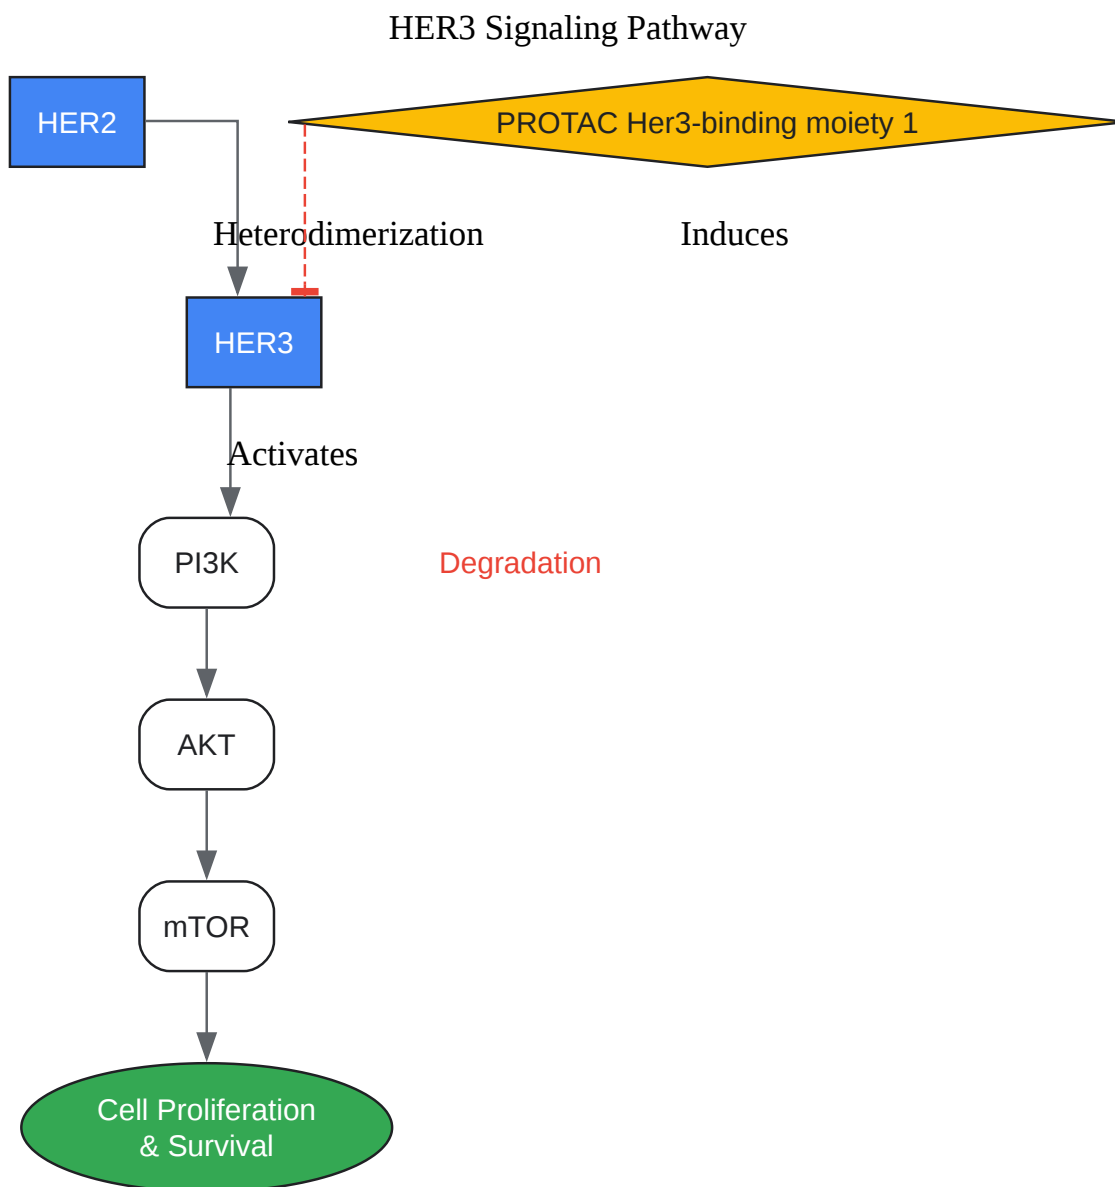 HER3 Signaling Pathway
HER2
PROTAC Her3-binding moiety 1
Heterodimerization
Induces
HER3
Activates
PI3K
Degradation
AKT
mTOR
Cell Proliferation
& Survival